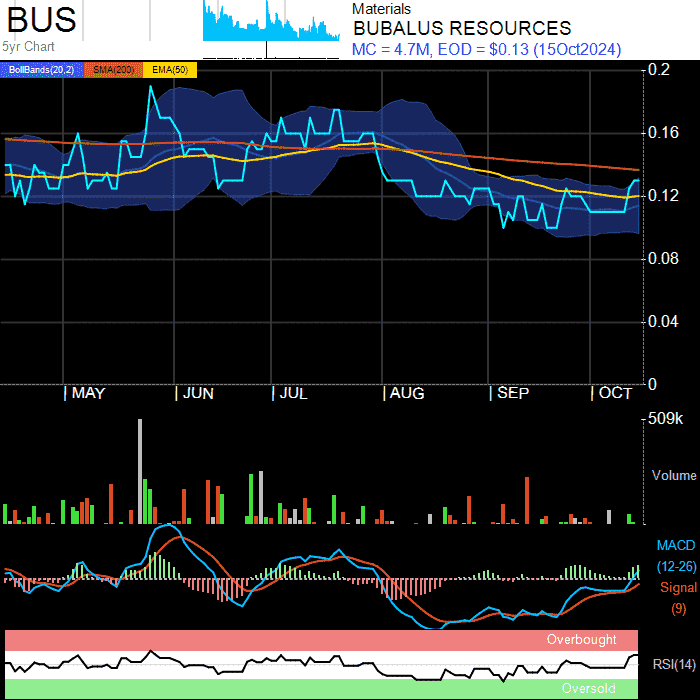 BUS
5yr Chart
Materials
BUBALUS RESOURCES
MC = 4.7M, EOD = $0.13 (15Oct2024)
BollBands(20,2) SMA(200) EMA(50)
0.2
0.16
0.12
0.08
0.04
0
MAY JUN JUL AUG SEP OCT
509k
Volume
MACD
(12-26)
Signal
(9)
Overbought
RSI(14)
Oversold